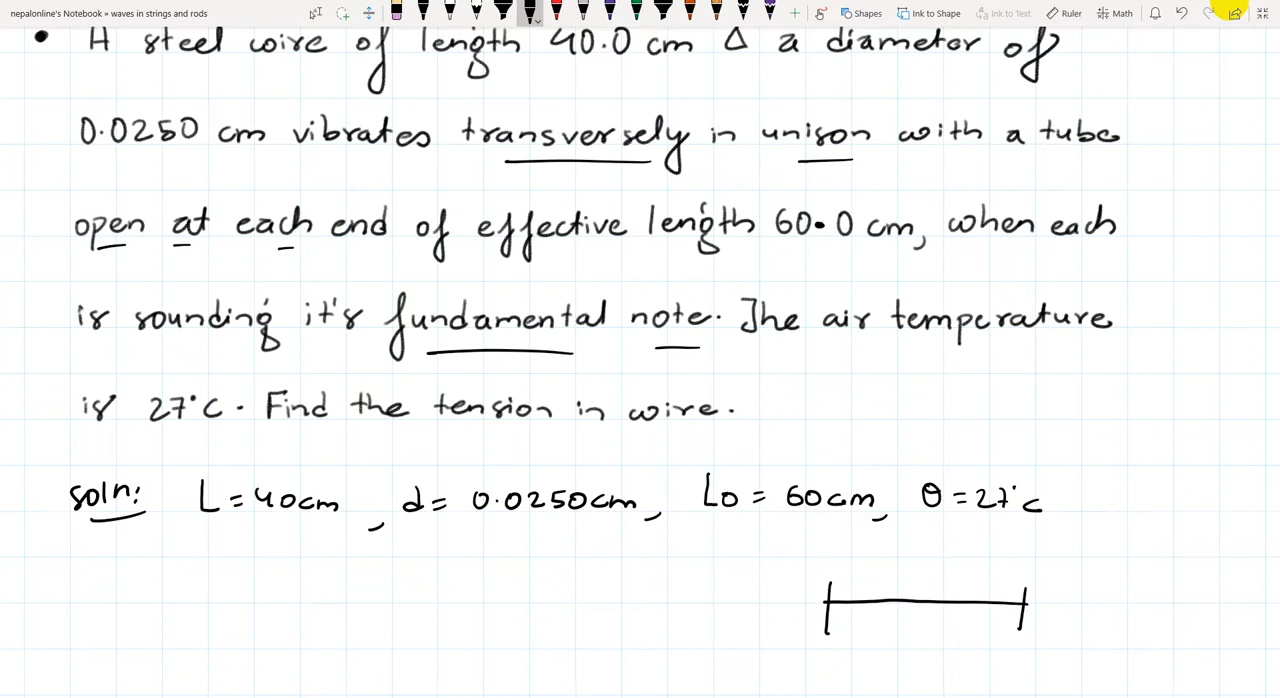 nepalonline's Notebook » waves in strings and rods
Shapes Ink to Shape Ink to Text Ruler Math
• A steel wire of length 40.0 cm Δ a diameter of
0.0250 cm vibrates transversely in unison with a tube
open at each end of effective length 60.0 cm, when each
is sounding it's fundamental note. The air temperature
is 27°C. Find the tension in wire.
soln: L = 40cm, d = 0.0250cm, Lo = 60cm, θ = 27°c